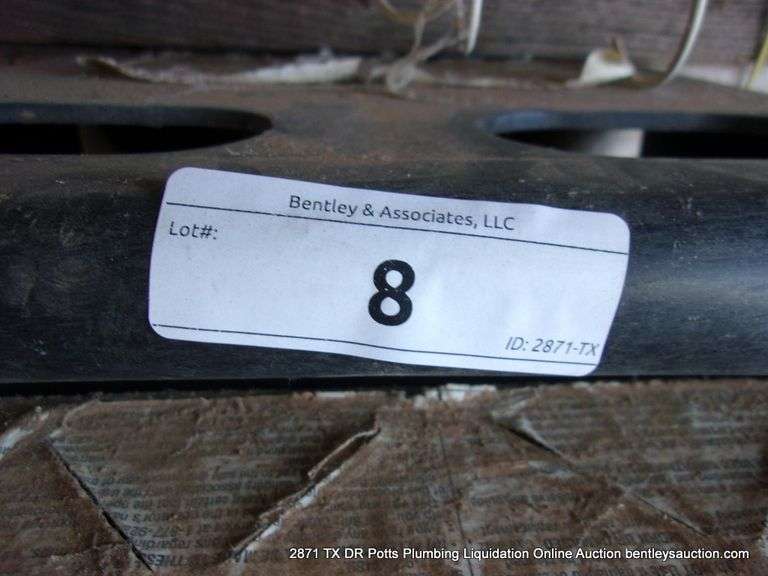 Bentley & Associates, LLC
Lot#:
8
ID: 2871-TX
2871 TX DR Potts Plumbing Liquidation Online Auction bentleysauction.com